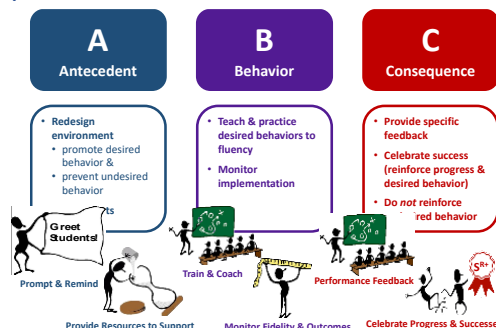 A
Antecedent
B
Behavior
C
Consequence
• Redesign
environment
• promote desired
behavior &
• prevent undesired
behavior
• Teach & practice
desired behaviors to
fluency
• Monitor
implementation
• Provide specific
feedback
• Celebrate success
(reinforce progress &
desired behavior)
• Do not reinforce
behavior
Greet
Students!
Prompt & Remind
Provide Resources to Support
Train & Coach
Monitor Fidelity & Outcomes
Performance Feedback
SR+
Celebrate Progress & Successes